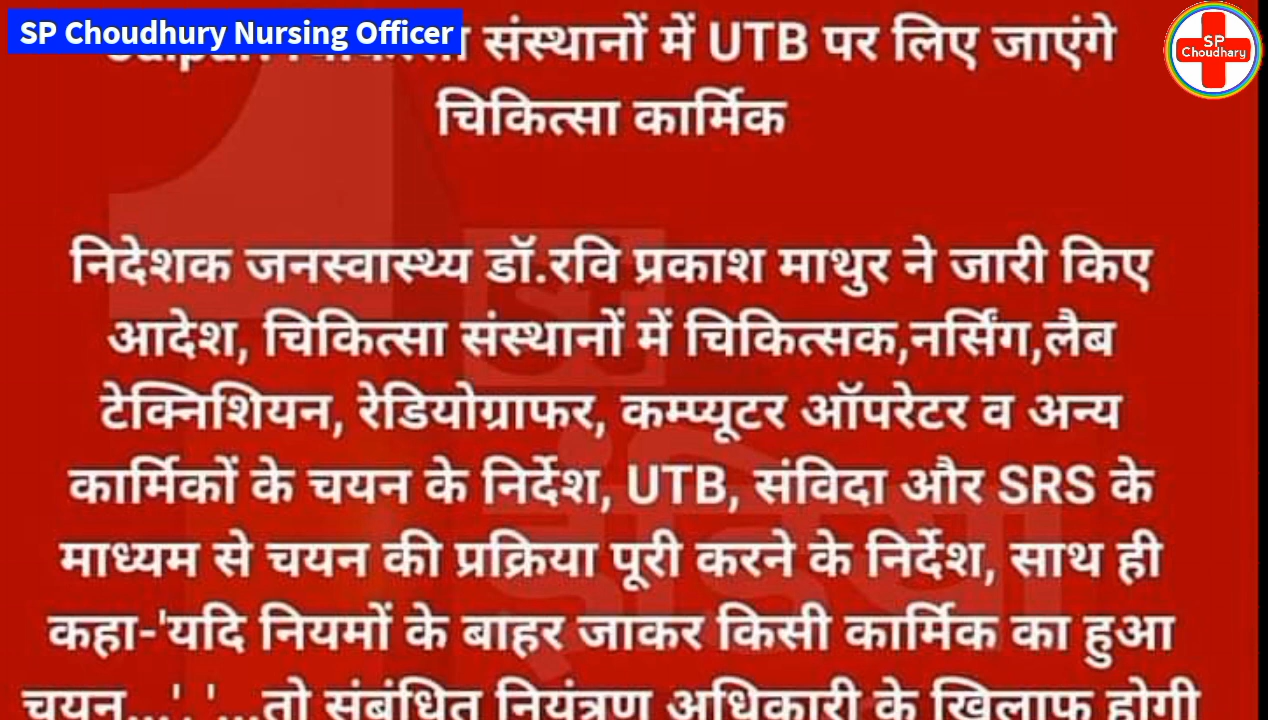 SP Choudhury Nursing Officer
SP
Choudhary
संस्थानों में UTB पर लिए जाएंगे
चिकित्सा कार्मिक
निदेशक जनस्वास्थ्य डॉ.रवि प्रकाश माथुर ने जारी किए
आदेश, चिकित्सा संस्थानों में चिकित्सक,नर्सिंग,लैब
टेक्निशियन, रेडियोग्राफर, कम्प्यूटर ऑपरेटर व अन्य
कार्मिकों के चयन के निर्देश, UTB, संविदा और SRS के
माध्यम से चयन की प्रक्रिया पूरी करने के निर्देश, साथ ही
कहा-'यदि नियमों के बाहर जाकर किसी कार्मिक का हुआ
चयन...'. '...तो संबंधित नियंत्रण अधिकारी के खिलाफ होगी